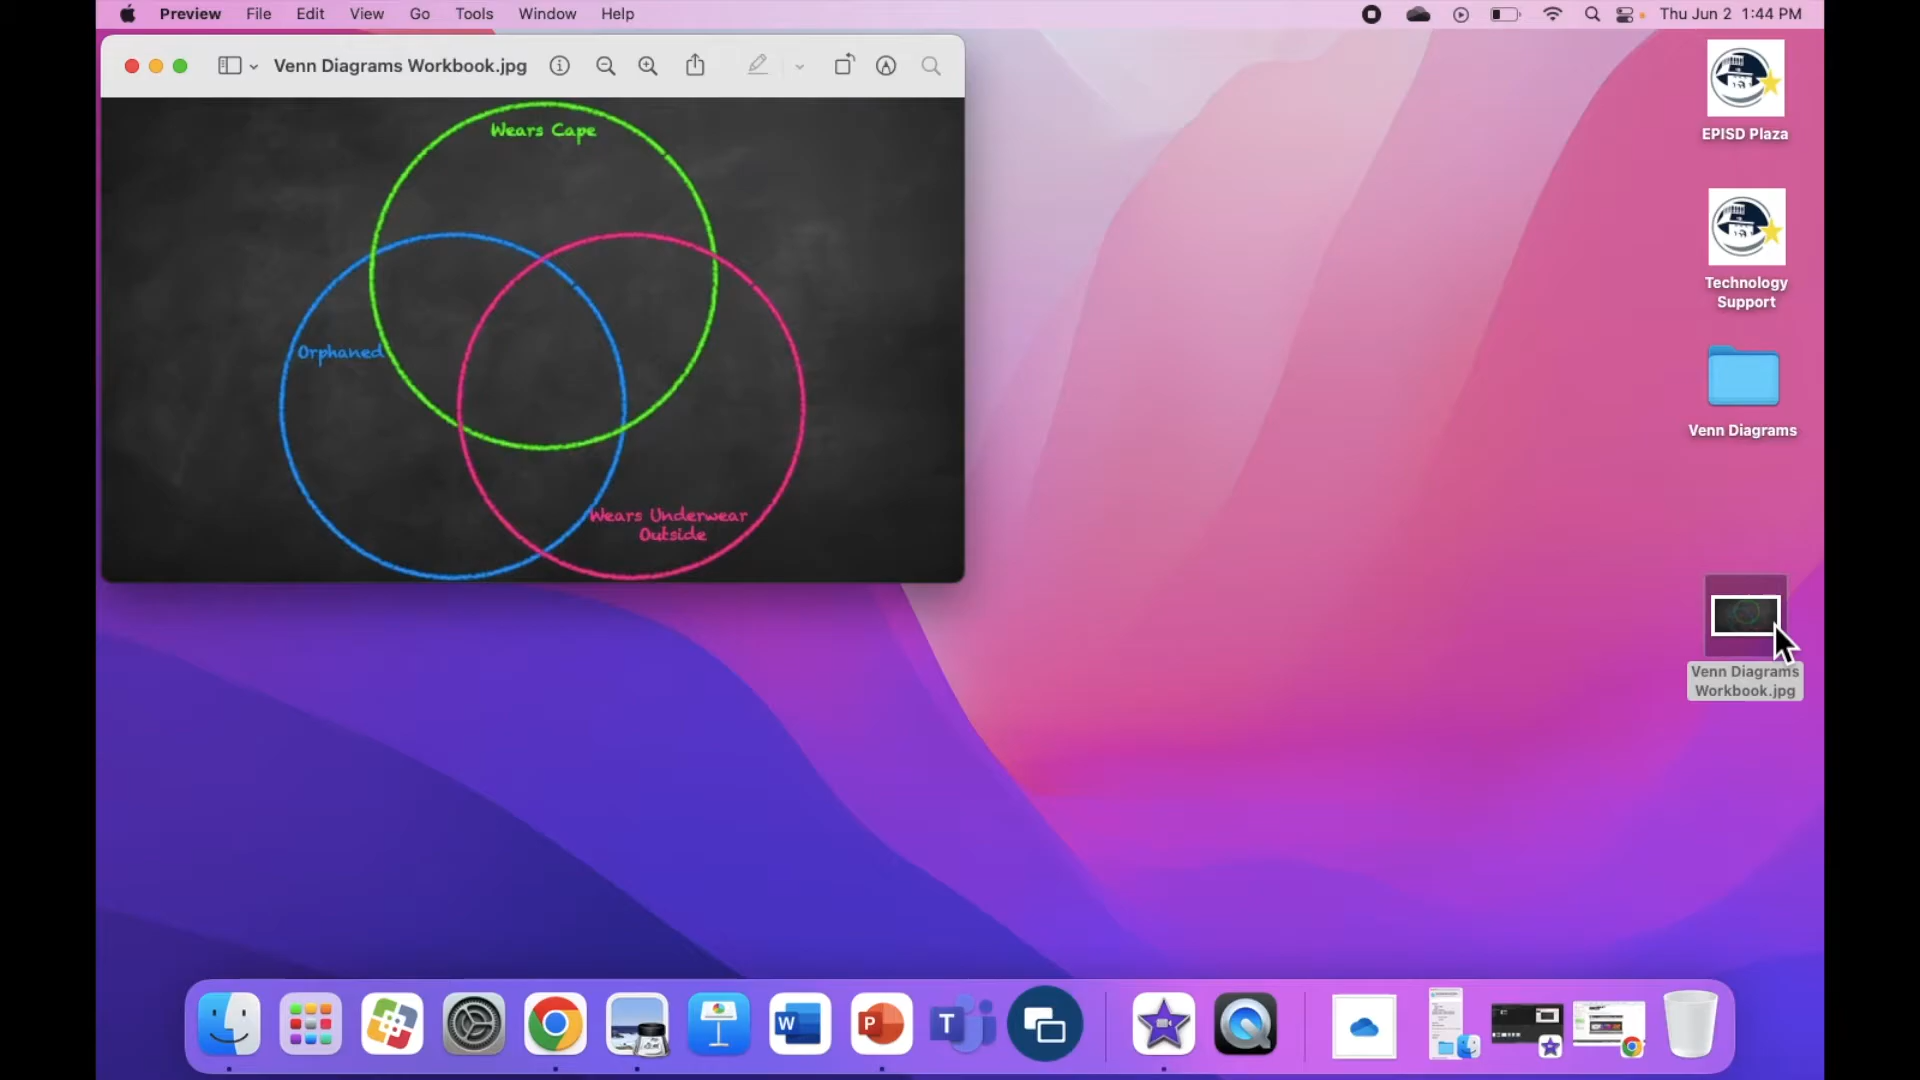 Preview File Edit View Go Tools Window Help Thu Jun 2 1:44 PM
Venn Diagrams Workbook.jpg
Wears Cape
Orphaned
Wears Underwear
Outside
EPISD Plaza
Technology
Support
Venn Diagrams
Venn Diagrams
Workbook.jpg
W
P
T